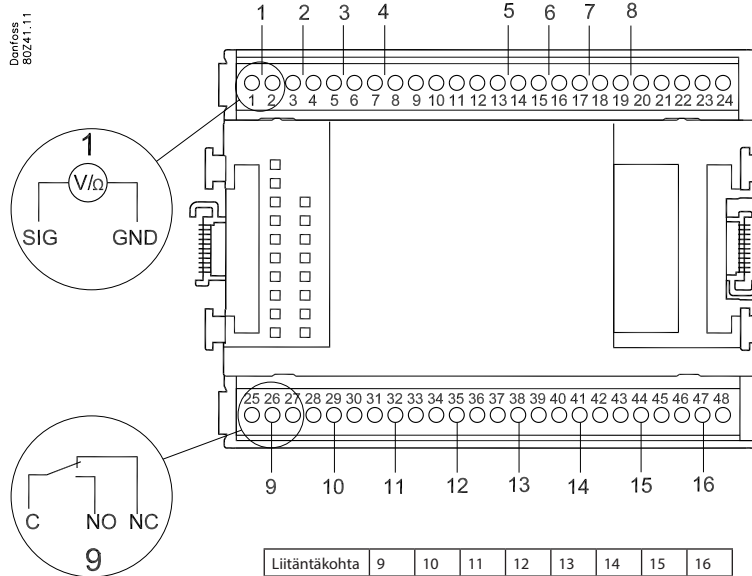 Danfoss
80Z41.11
1 2 3 4 5 6 7 8
1 2 3 4 5 6 7 8 9 10 11 12 13 14 15 16 17 18 19 20 21 22 23 24
1
V/Ω
SIG GND
25 26 27 28 29 30 31 32 33 34 35 36 37 38 39 40 41 42 43 44 45 46 47 48
9 10 11 12 13 14 15 16
C NO NC
9
Liitäntäkohta 9 10 11 12 13 14 15 16